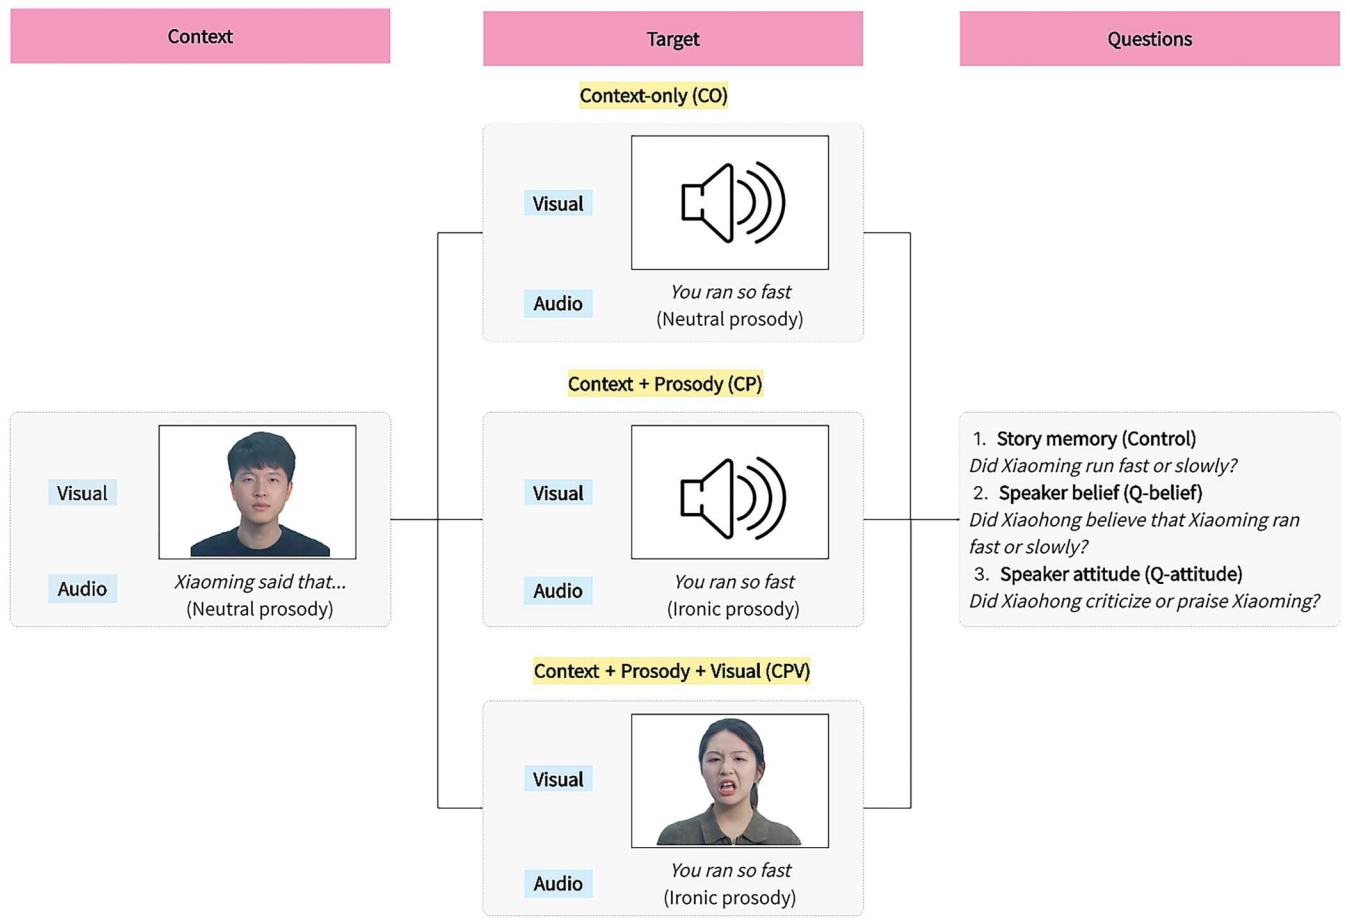 Context
Target
Questions
Context-only (CO)
Visual
Audio
You ran so fast
(Neutral prosody)
Context + Prosody (CP)
Visual
Audio
Xiaoming said that...
(Neutral prosody)
Visual
Audio
You ran so fast
(Ironic prosody)
1. Story memory (Control)
Did Xiaoming run fast or slowly?
2. Speaker belief (Q-belief)
Did Xiaohong believe that Xiaoming ran
fast or slowly?
3. Speaker attitude (Q-attitude)
Did Xiaohong criticize or praise Xiaoming?
Context + Prosody + Visual (CPV)
Visual
Audio
You ran so fast
(Ironic prosody)